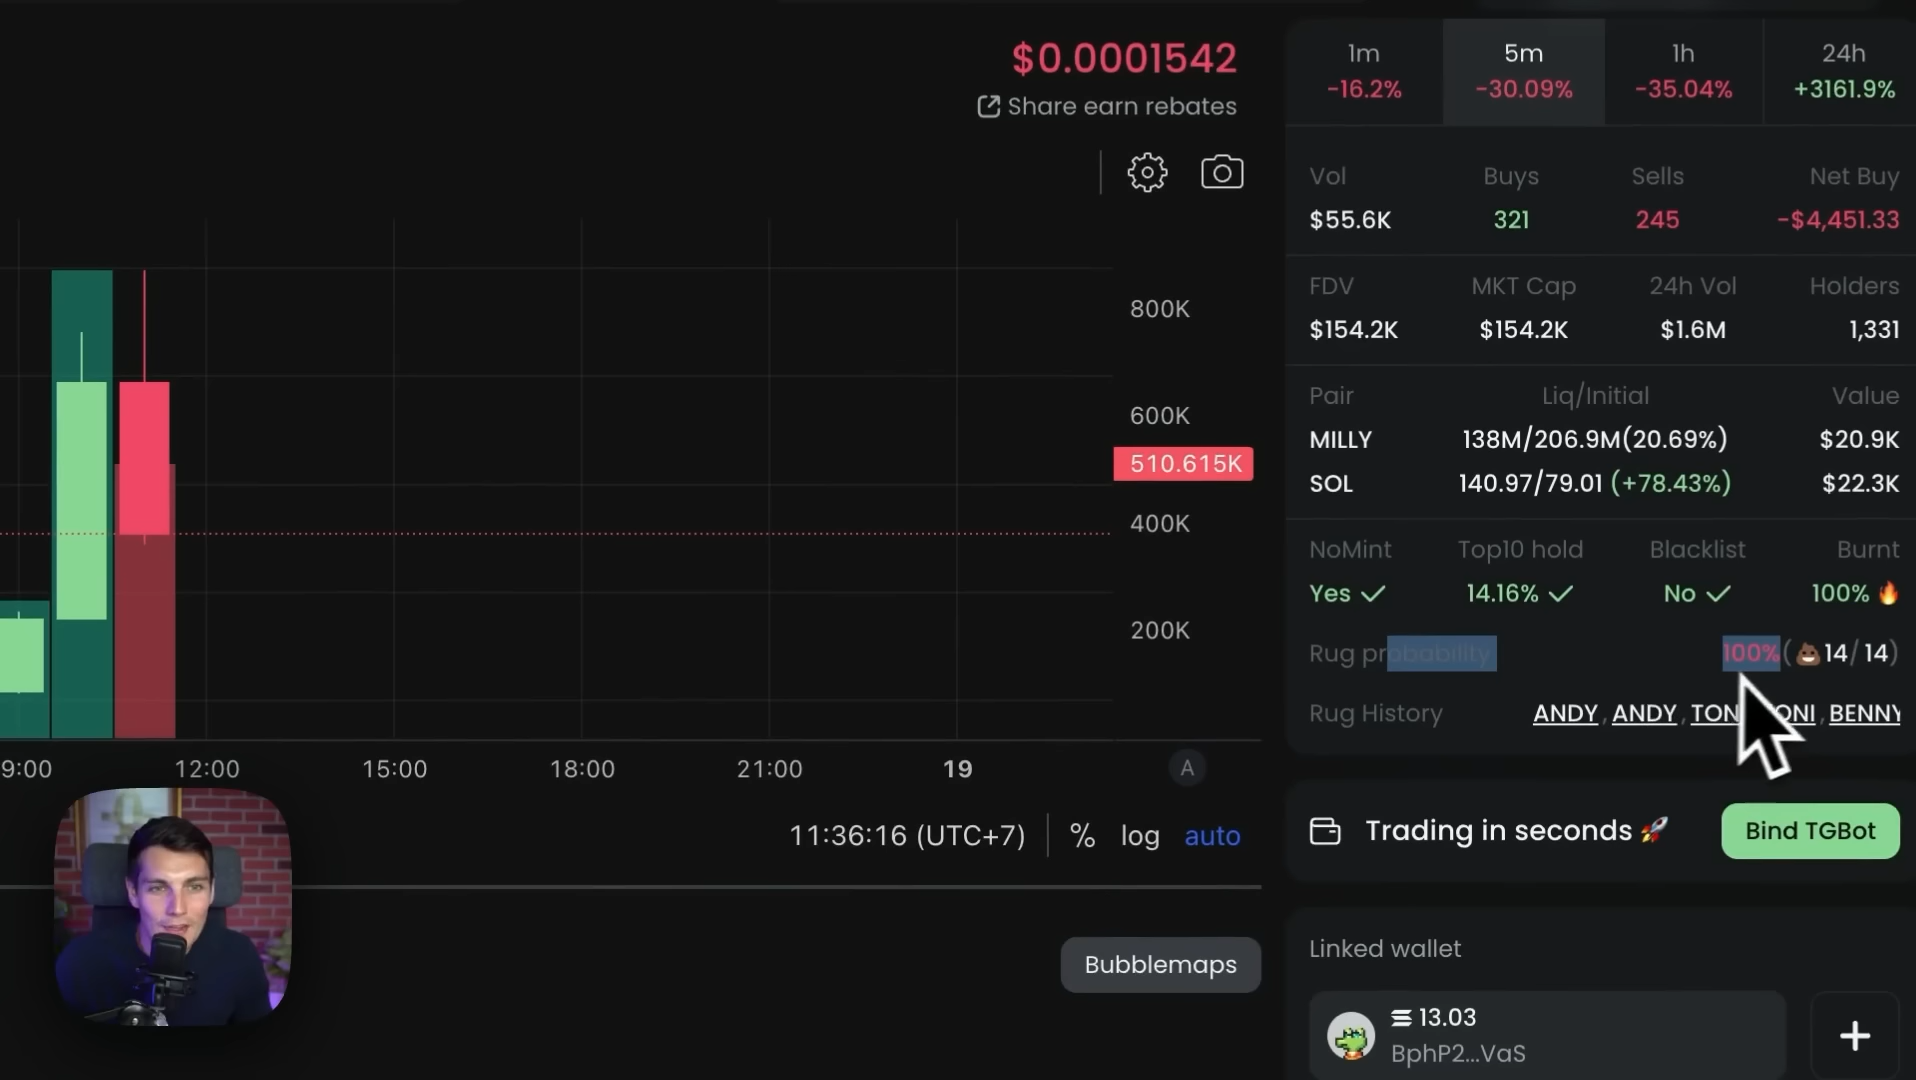 $0.0001542
Share earn rebates
1m 5m 1h 24h
-16.2% -30.09% -35.04% +3161.9%
Vol Buys Sells Net Buy
$55.6K 321 245 -$4,451.33
FDV MKT Cap 24h Vol Holders
$154.2K $154.2K $1.6M 1,331
Pair Liq/Initial Value
MILLY 138M/206.9M(20.69%) $20.9K
SOL 140.97/79.01 (+78.43%) $22.3K
NoMint Top10 hold Blacklist Burnt
Yes 14.16% No 100% 🔥
Rug probability 100% (💩 14/ 14)
Rug History ANDY, ANDY, TON ONI, BENNY
800K
600K
510.615K
400K
200K
9:00 12:00 15:00 18:00 21:00 19 A
11:36:16 (UTC+7) % log auto
Trading in seconds 🚀 Bind TGBot
Bubblemaps
Linked wallet
13.03
BphP2...VaS